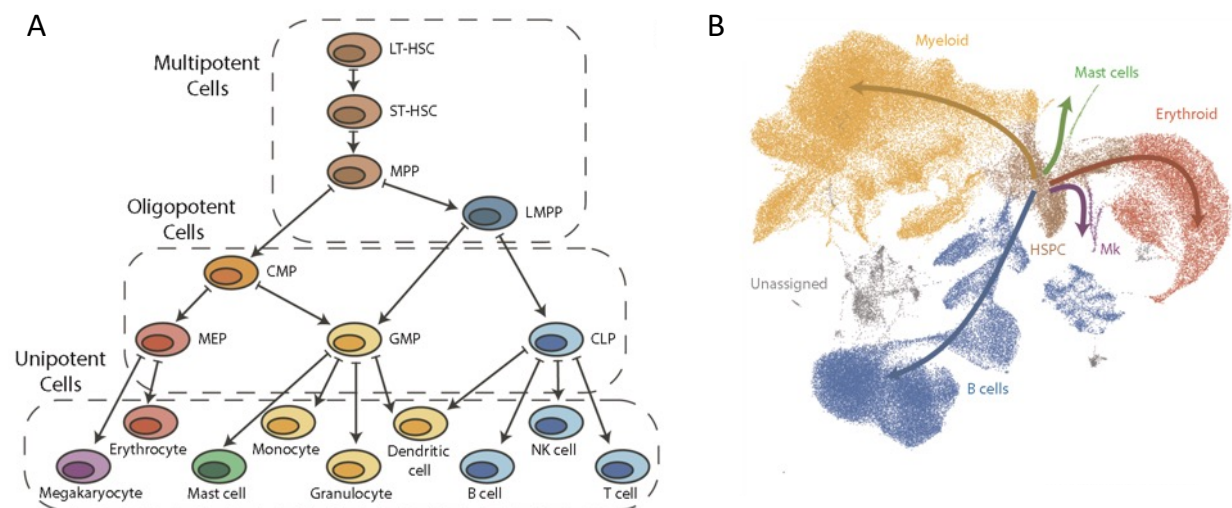 A
LT-HSC
Multipotent
Cells
ST-HSC
MPP
Oligopotent
Cells
LMPP
CMP
MEP
GMP
CLP
Unipotent
Cells
Erythrocyte
Monocyte
Dendritic
cell
NK cell
Megakaryocyte
Mast cell
Granulocyte
B cell
T cell
B
Myeloid
Mast cells
Erythroid
HSPC
Mk
Unassigned
B cells